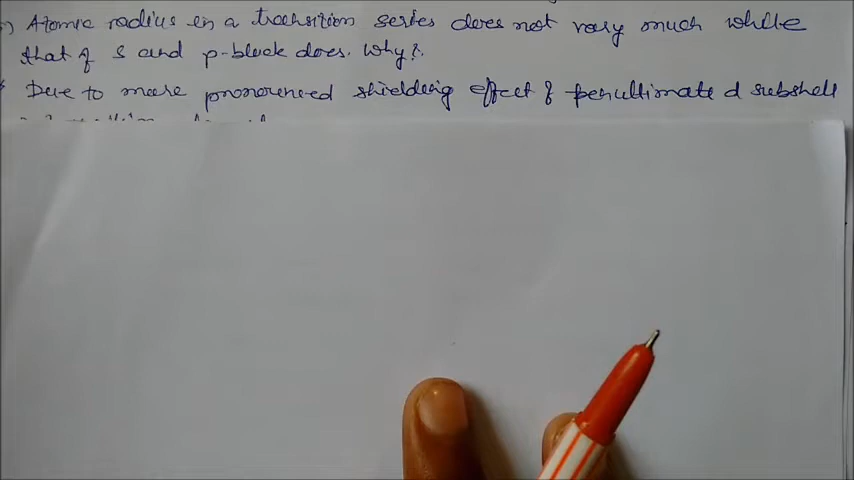 ) Atomic radius in a transition series does not vary much while
that of s and p-block does. Why?
Due to more pronounced shielding effect of penultimate d subshell